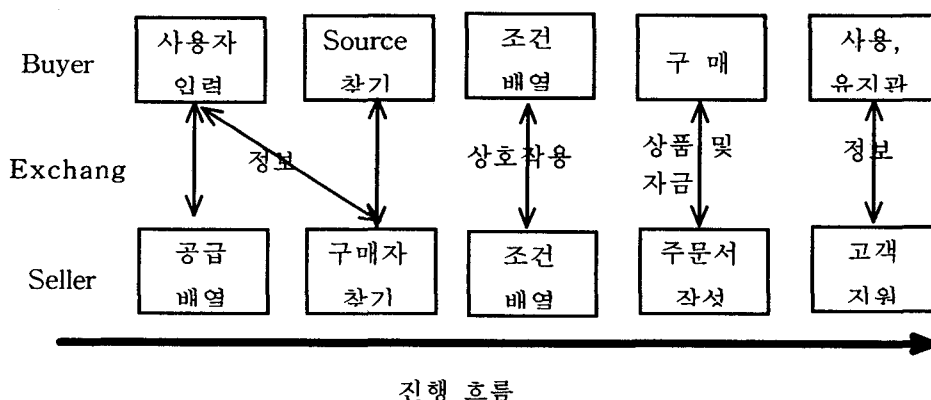 사용자
인력
Source
찾기
조건
배열
구 매
사용,
유지관
Buyer
정보
상호작용
상품 및
자금
정보
Exchang
공급
배열
구매자
찾기
조건
배열
주문서
작성
고객
지원
Seller
진행 흐름